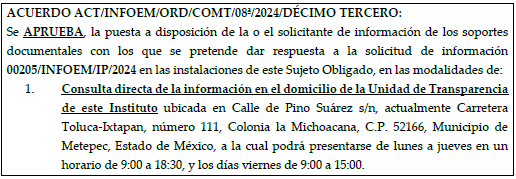 ACUERDO ACT/INFOEM/ORD/COMT/08ª/2024/DÉCIMO TERCERO:
Se APRUEBA, la puesta a disposición de la o el solicitante de información de los soportes
documentales con los que se pretende dar respuesta a la solicitud de información
00205/INFOEM/IP/2024 en las instalaciones de este Sujeto Obligado, en las modalidades de:
1. Consulta directa de la información en el domicilio de la Unidad de Transparencia
de este Instituto ubicada en Calle de Pino Suárez s/n, actualmente Carretera
Toluca-Ixtapan, número 111, Colonia la Michoacana, C.P. 52166, Municipio de
Metepec, Estado de México, a la cual podrá presentarse de lunes a jueves en un
horario de 9:00 a 18:30, y los días viernes de 9:00 a 15:00.